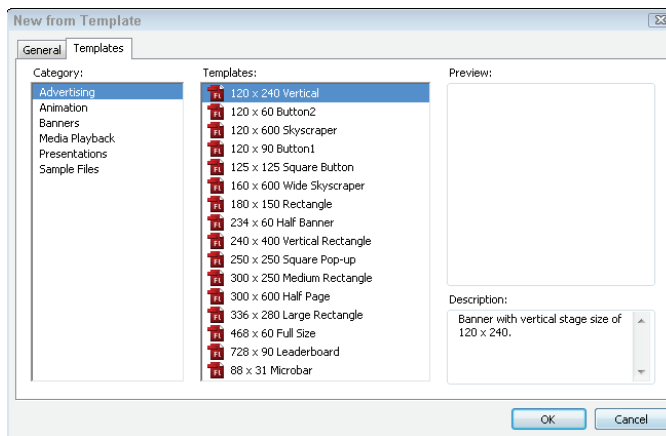 New from Template
General
Templates
Category:
Advertising
Animation
Banners
Media Playback
Presentations
Sample Files
Templates:
120 x 240 Vertical
120 x 60 Button2
120 x 600 Skyscraper
120 x 90 Button1
125 x 125 Square Button
160 x 600 Wide Skyscraper
180 x 150 Rectangle
234 x 60 Half Banner
240 x 400 Vertical Rectangle
250 x 250 Square Pop-up
300 x 250 Medium Rectangle
300 x 600 Half Page
336 x 280 Large Rectangle
468 x 60 Full Size
728 x 90 Leaderboard
88 x 31 Microbar
Preview:
Description:
Banner with vertical stage size of
120 x 240.
OK
Cancel